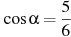 cos α = 5/6